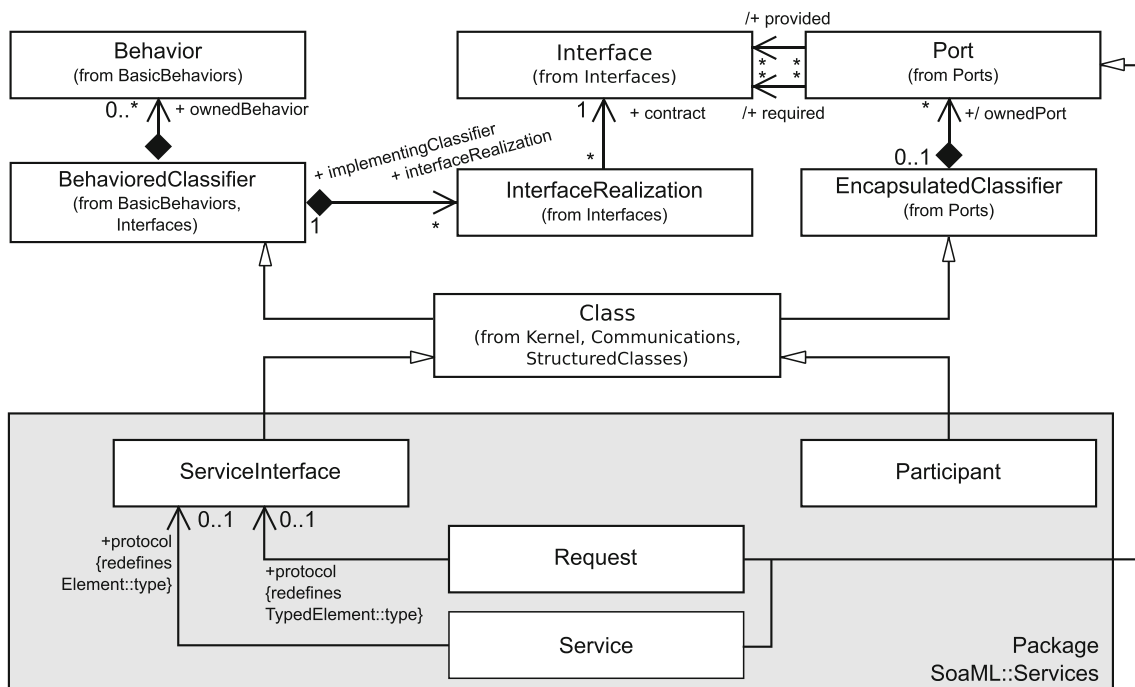 /+ provided
Behavior
(from BasicBehaviors)
Interface
(from Interfaces)
* *
* *
Port
(from Ports)
0..*
+ ownedBehavior
1
+ contract
/+ required
*
+/ ownedPort
+ implementingClassifier
+ interfaceRealization
*
0..1
BehavioredClassifier
(from BasicBehaviors,
Interfaces)
1
*
InterfaceRealization
(from Interfaces)
EncapsulatedClassifier
(from Ports)
Class
(from Kernel, Communications,
StructuredClasses)
ServiceInterface
Participant
0..1
0..1
+protocol
{redefines
Element::type}
+protocol
{redefines
TypedElement::type}
Request
Service
Package
SoaML::Services